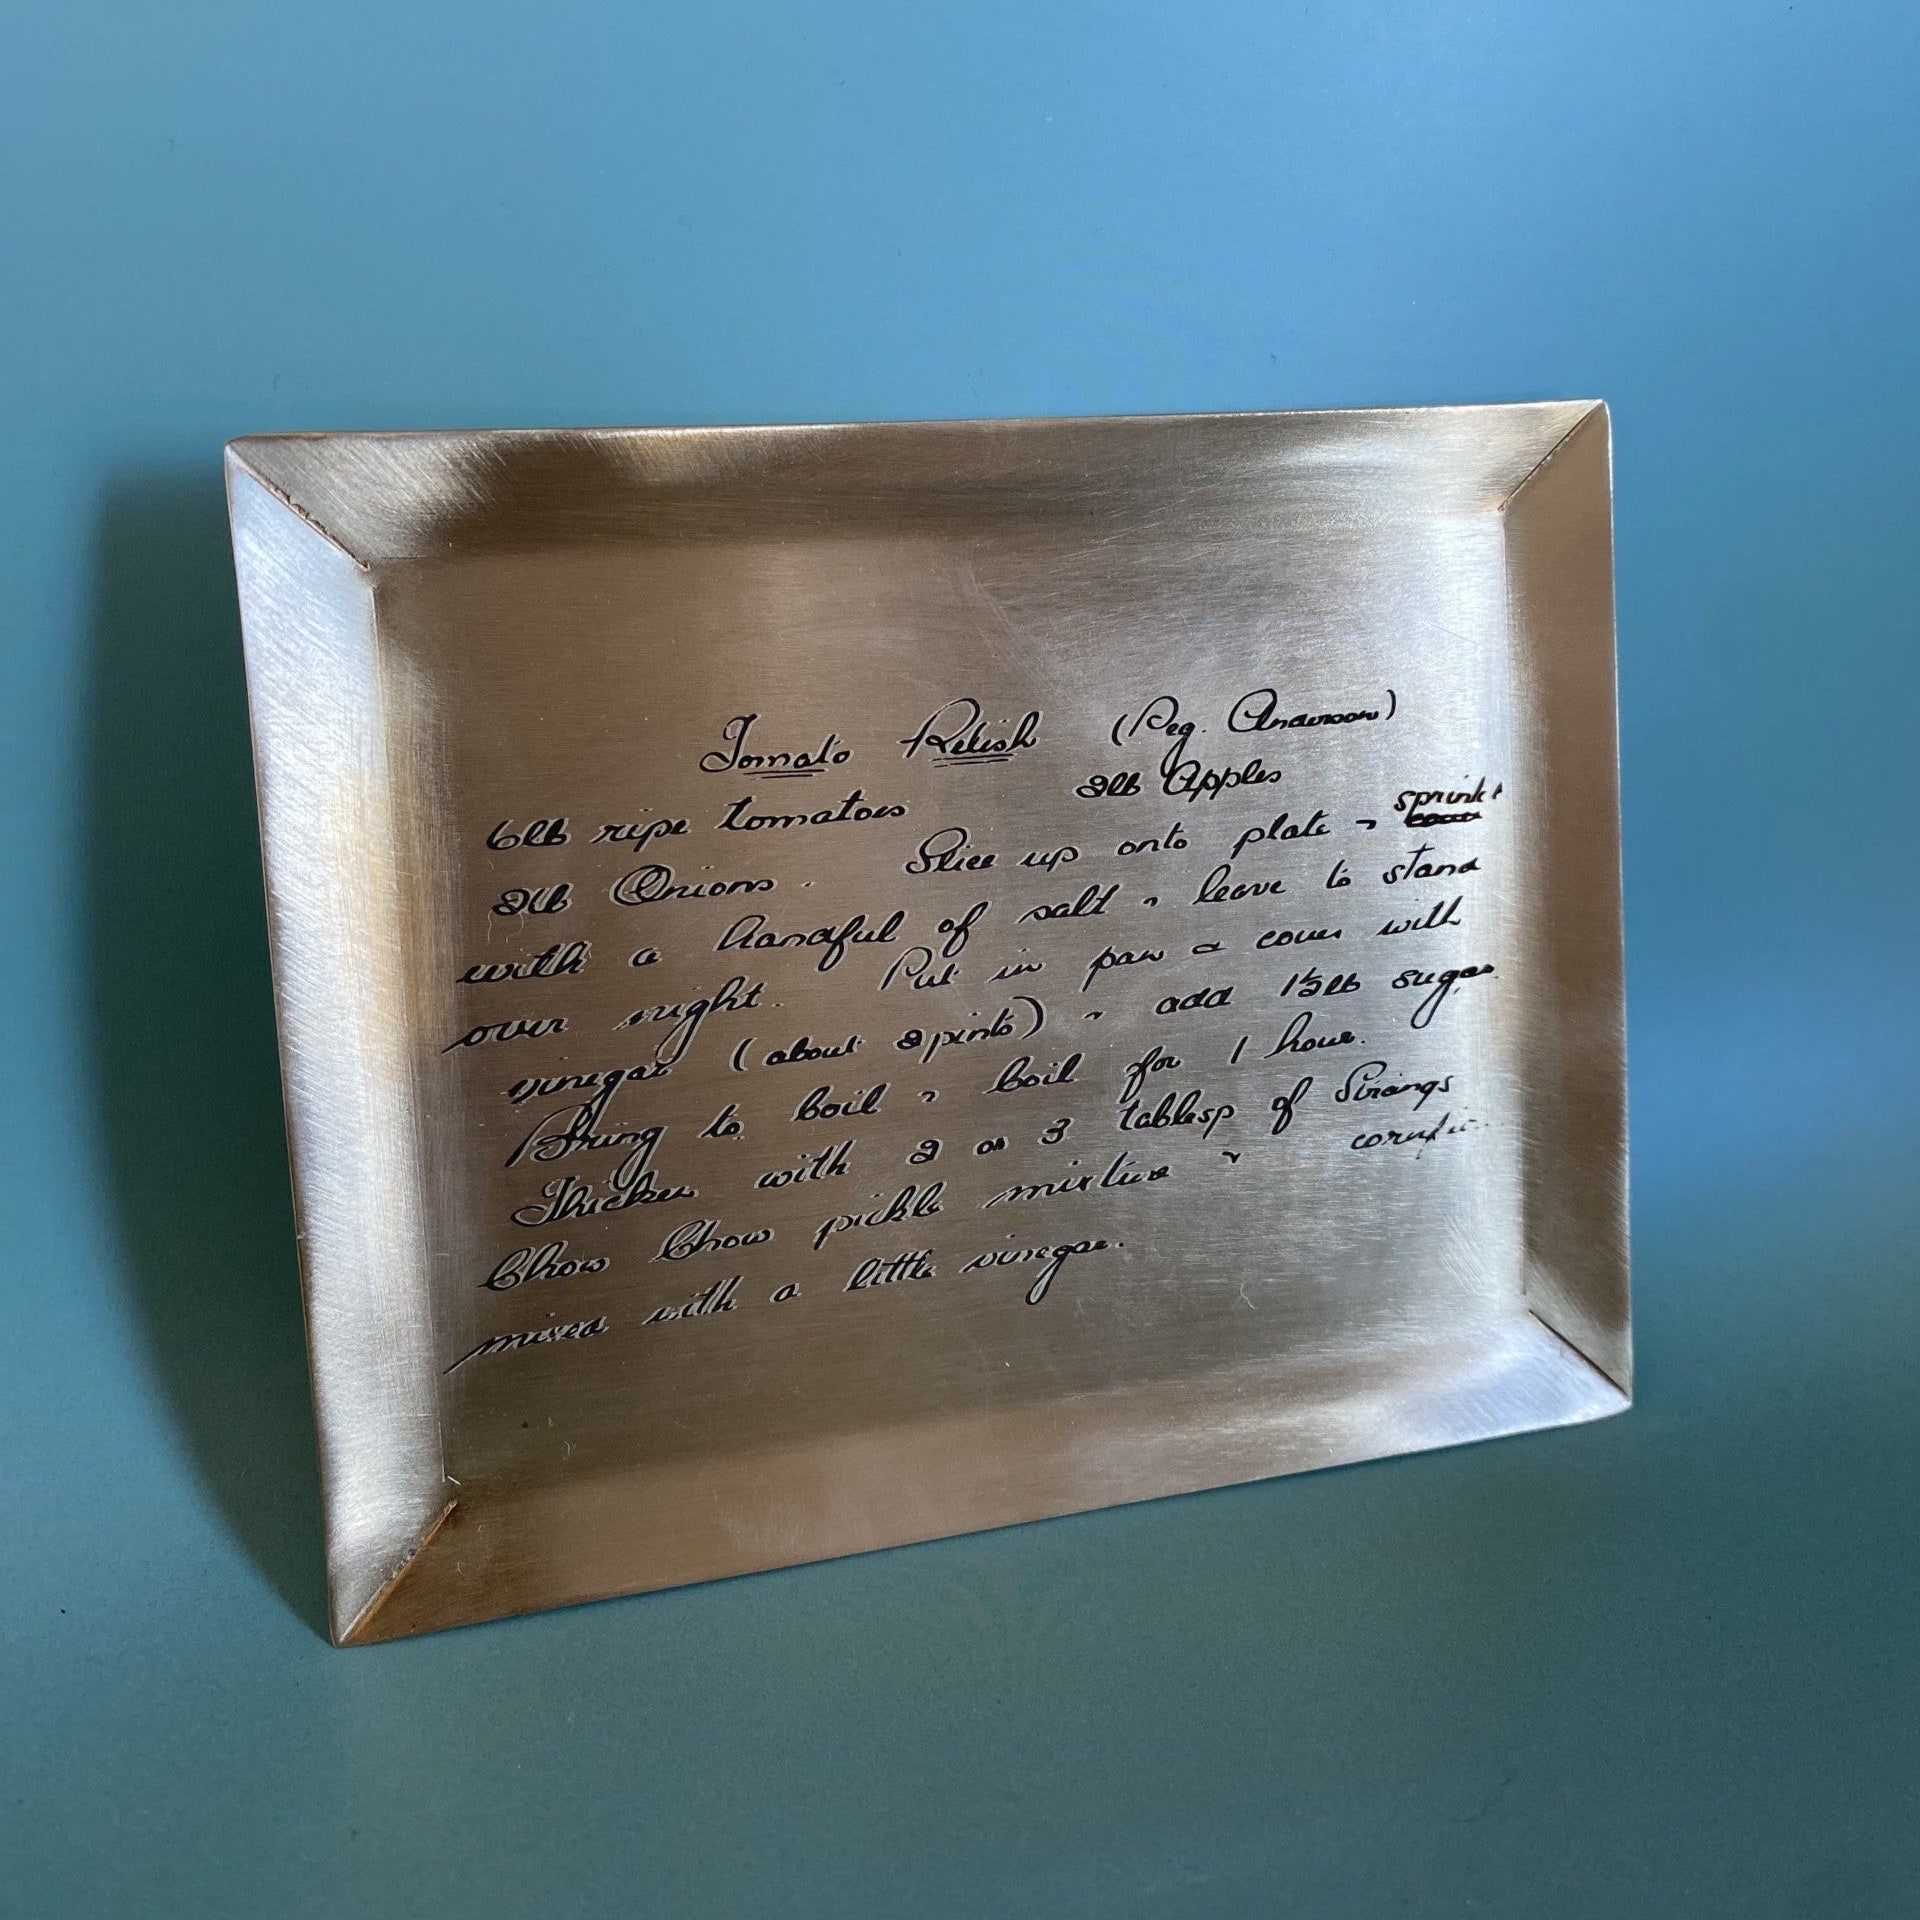 Tomato Relish (Peg. Anderson)
6lb ripe tomatoes 2lb Apples
2lb Onions. Slice up onto plate & sprinkl
with a handful of salt & leave to stand
over night. Put in pan & cover with
vinegar (about 2 pints) & add 1½lb sugar.
Bring to boil & boil for 1 hour.
Thicken with 2 or 3 tablesp of Strangs
Chow Chow pickle mixture &
mixed with a little vinegar.